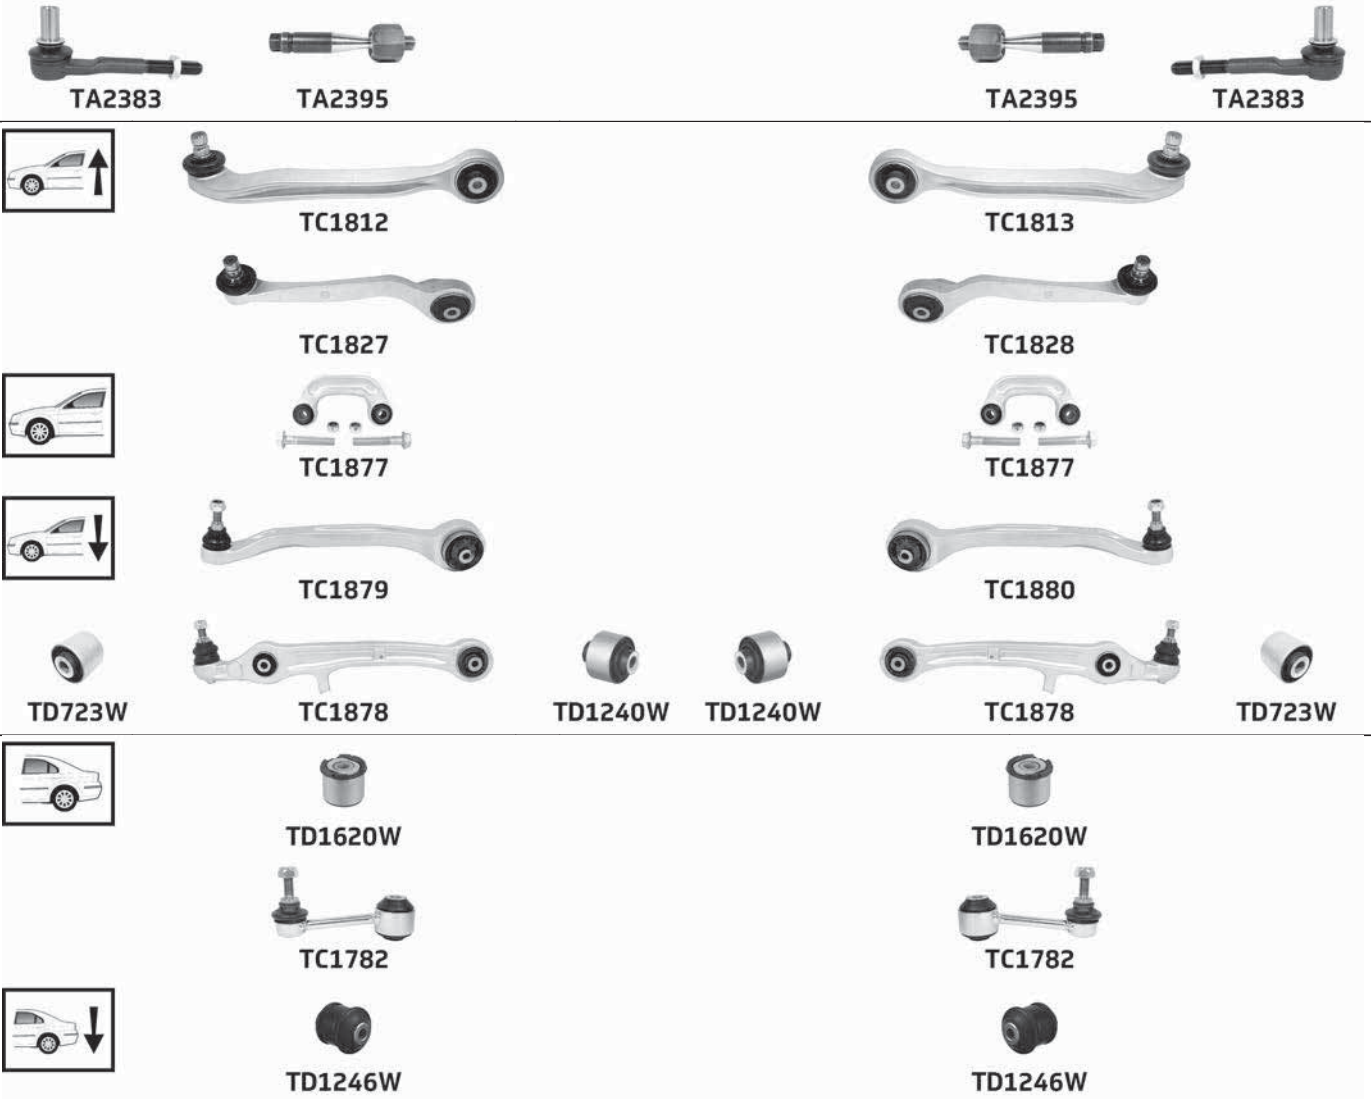 TA2383 TA2395 TA2395 TA2383
TC1812 TC1813
TC1827 TC1828
TC1877 TC1877
TC1879 TC1880
TD723W TC1878 TD1240W TD1240W TC1878 TD723W
TD1620W TD1620W
TC1782 TC1782
TD1246W TD1246W